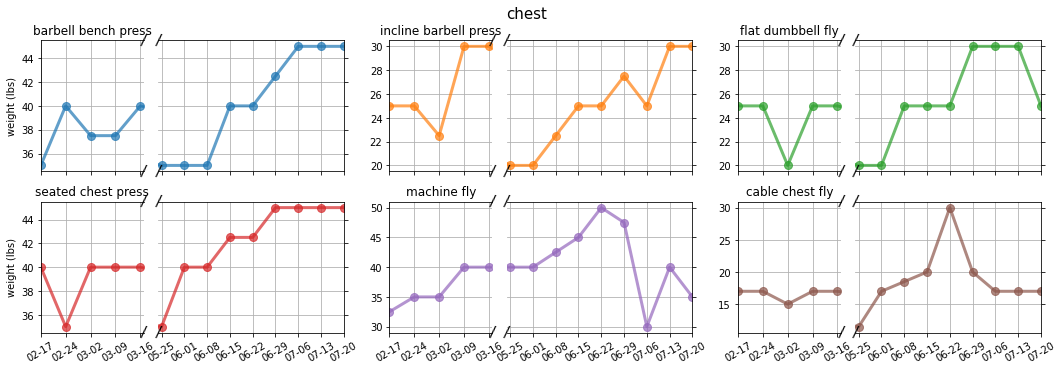 chest
barbell bench press
incline barbell press
flat dumbbell fly
weight (lbs)
44
42
40
38
36
30
28
26
24
22
20
30
28
26
24
22
20
seated chest press
machine fly
cable chest fly
weight (lbs)
44
42
40
38
36
50
45
40
35
30
30
25
20
15
02-17 02-24 03-02 03-09 03-16 05-25 06-01 06-08 06-15 06-22 06-29 07-06 07-13 07-20
02-17 02-24 03-02 03-09 03-16 05-25 06-01 06-08 06-15 06-22 06-29 07-06 07-13 07-20
02-17 02-24 03-02 03-09 03-16 05-25 06-01 06-08 06-15 06-22 06-29 07-06 07-13 07-20